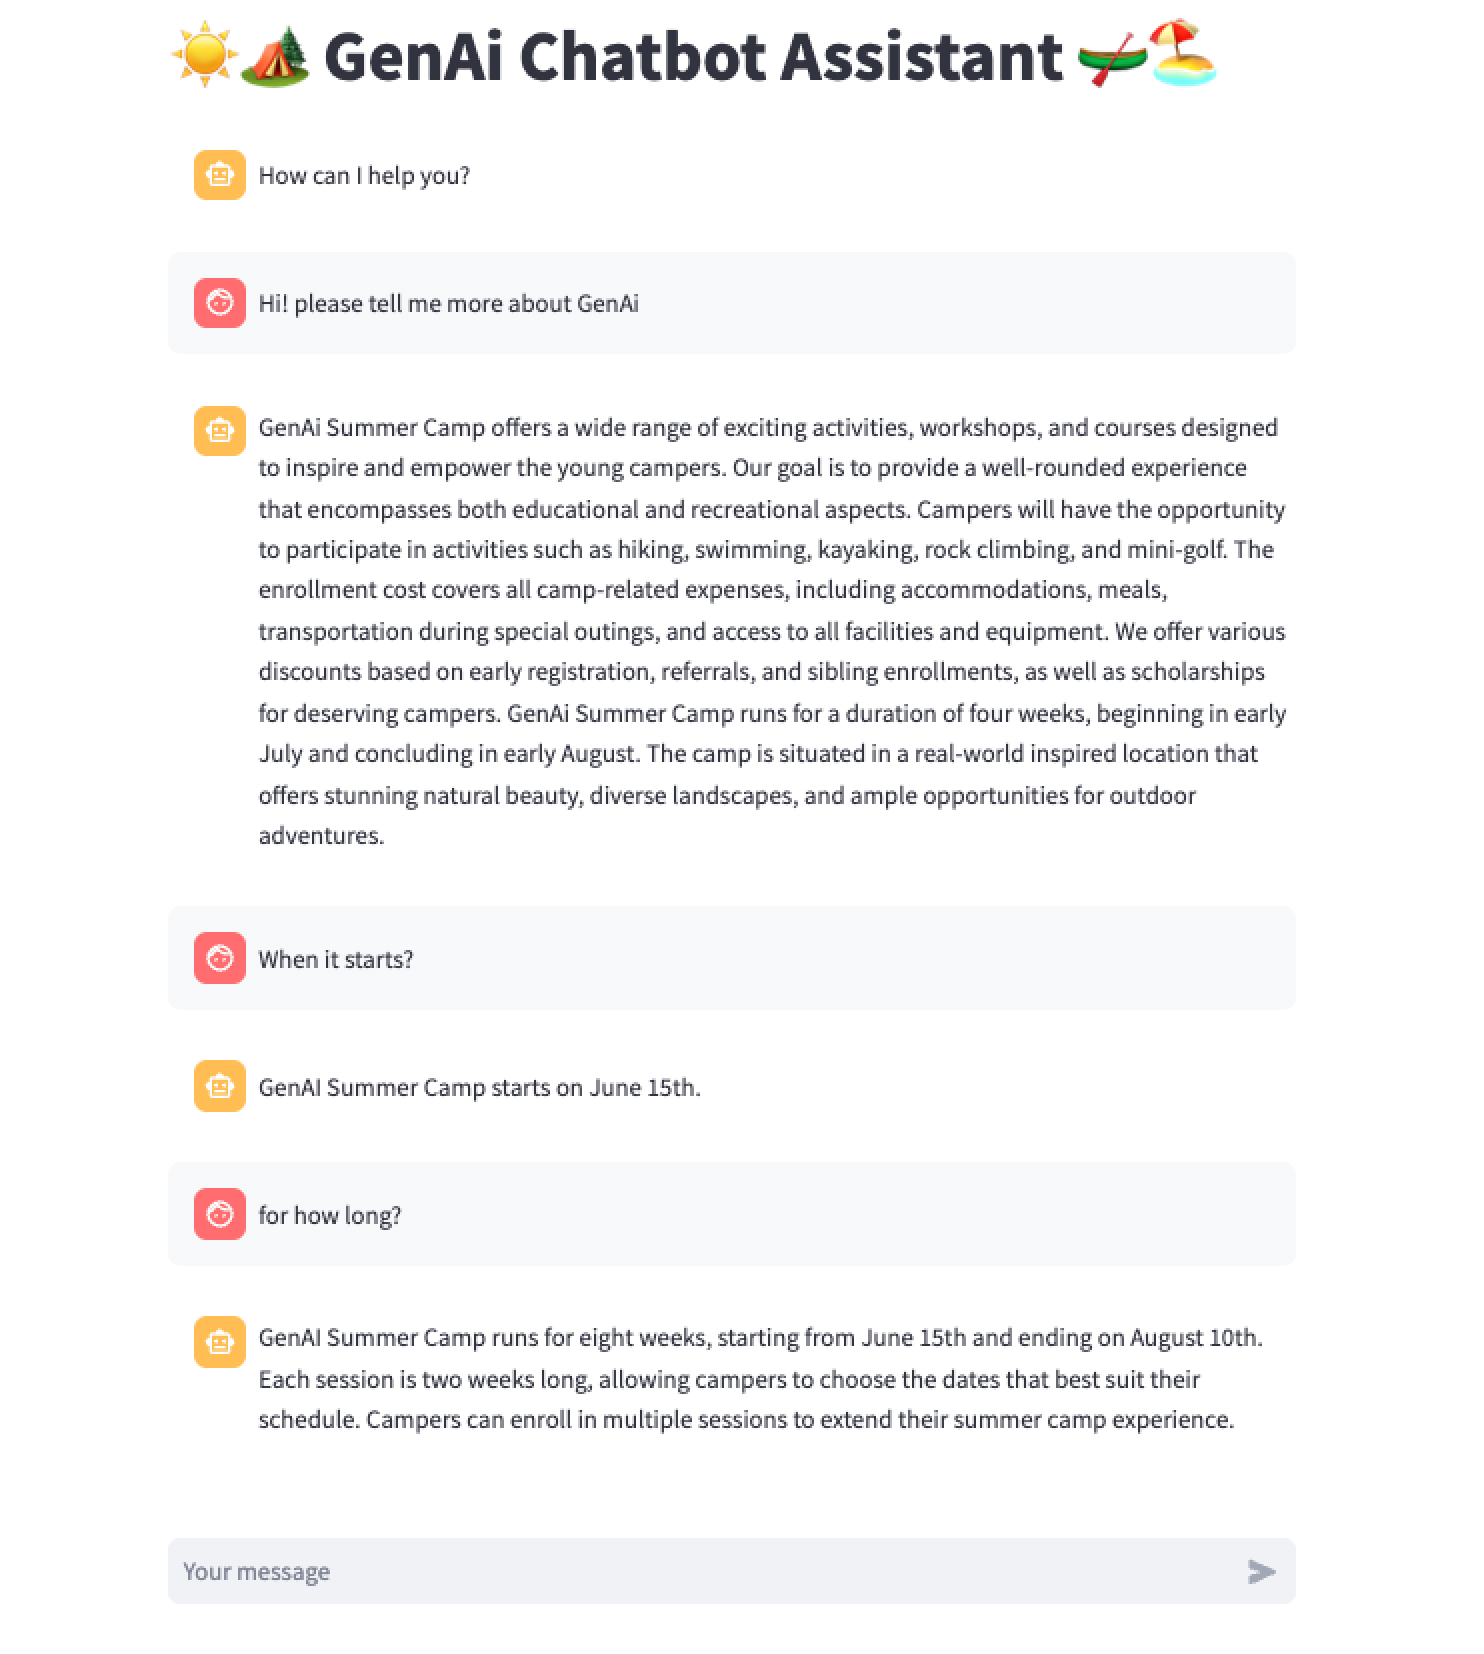 GenAi Chatbot Assistant
How can I help you?
Hi! please tell me more about GenAi
GenAi Summer Camp offers a wide range of exciting activities, workshops, and courses designed
to inspire and empower the young campers. Our goal is to provide a well-rounded experience
that encompasses both educational and recreational aspects. Campers will have the opportunity
to participate in activities such as hiking, swimming, kayaking, rock climbing, and mini-golf. The
enrollment cost covers all camp-related expenses, including accommodations, meals,
transportation during special outings, and access to all facilities and equipment. We offer various
discounts based on early registration, referrals, and sibling enrollments, as well as scholarships
for deserving campers. GenAi Summer Camp runs for a duration of four weeks, beginning in early
July and concluding in early August. The camp is situated in a real-world inspired location that
offers stunning natural beauty, diverse landscapes, and ample opportunities for outdoor
adventures.
When it starts?
GenAI Summer Camp starts on June 15th.
for how long?
GenAI Summer Camp runs for eight weeks, starting from June 15th and ending on August 10th.
Each session is two weeks long, allowing campers to choose the dates that best suit their
schedule. Campers can enroll in multiple sessions to extend their summer camp experience.
Your message